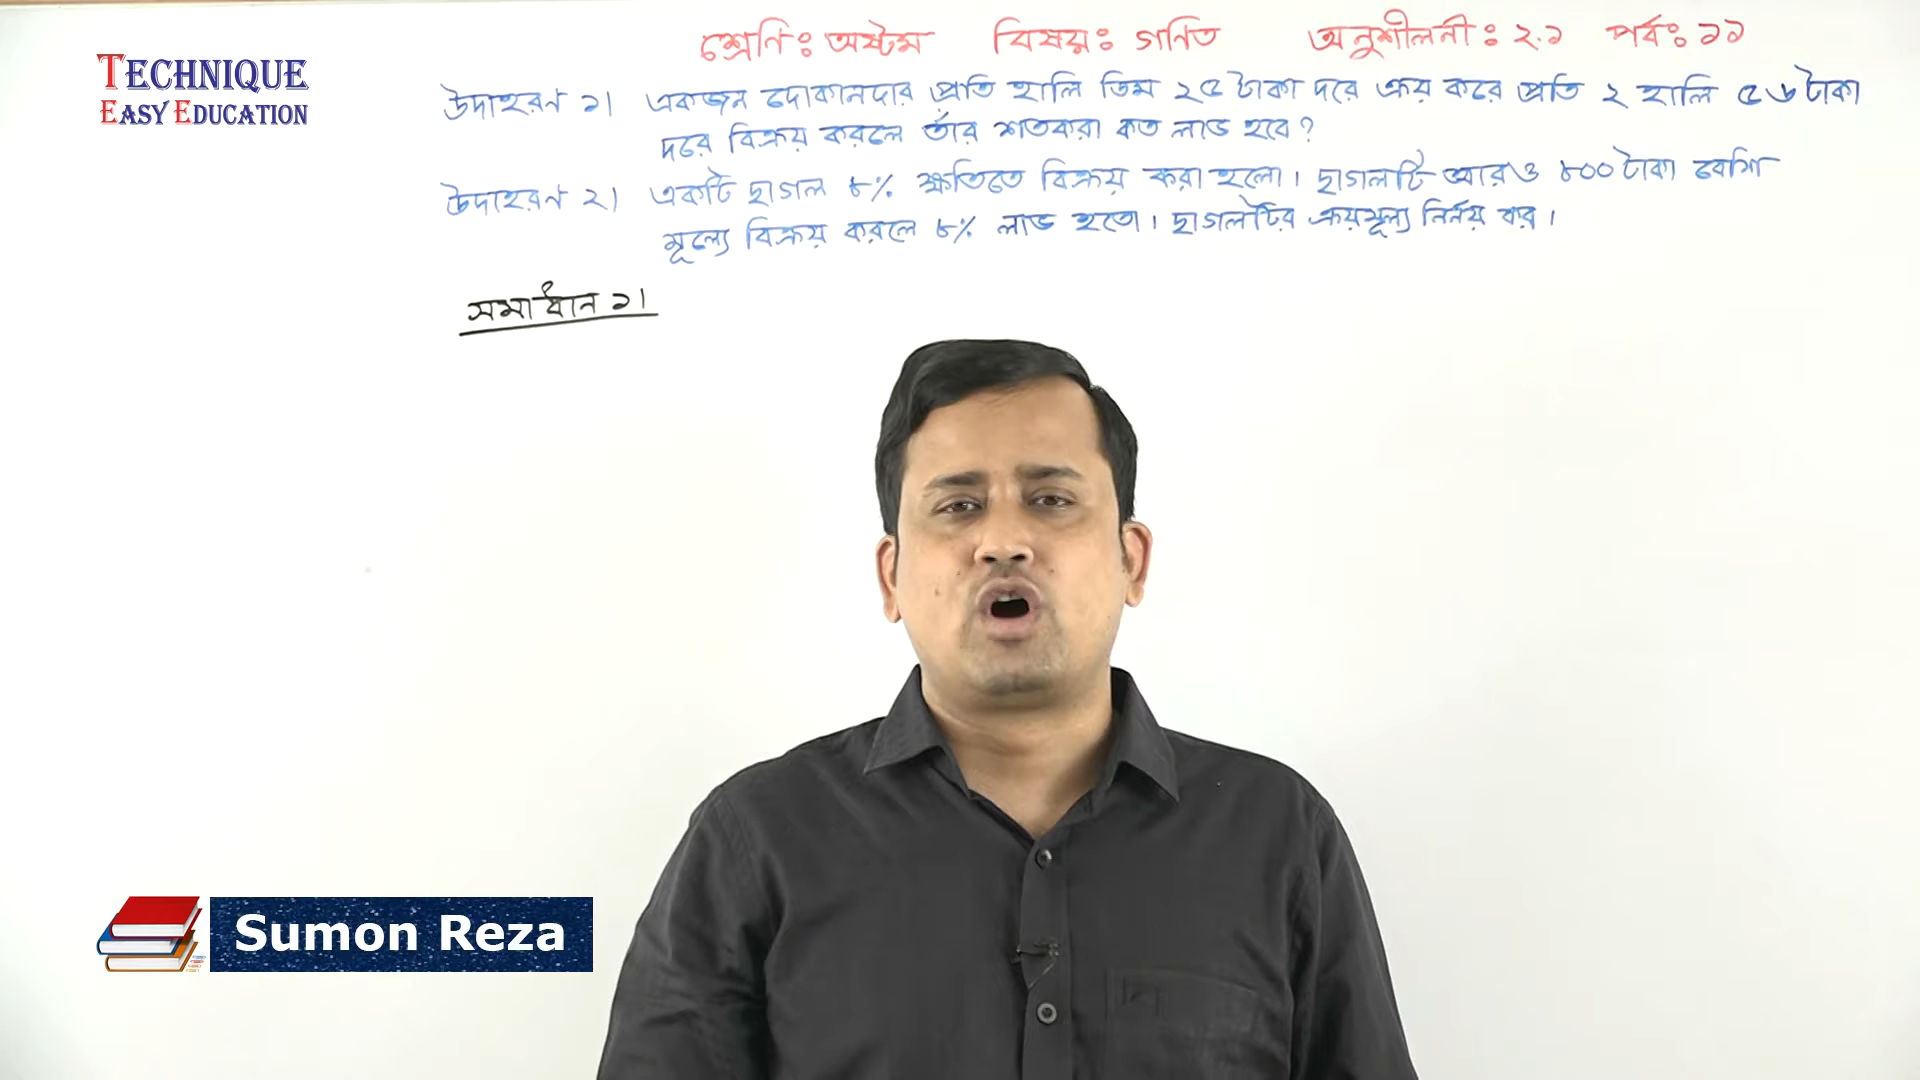 TECHNIQUE
EASY EDUCATION
শ্রেণি: অষ্টম বিষয়: গণিত অনুশীলনী: ২.১ পর্ব: ১১
উদাহরণ ১। একজন দোকানদার প্রতি হালি ডিম ২৫ টাকা দরে ক্রয় করে প্রতি ২ হালি ৫৬ টাকা
দরে বিক্রয় করলে তাঁর শতকরা কত লাভ হবে?
উদাহরণ ২। একটি ছাগল ৮% ক্ষতিতে বিক্রয় করা হলো। ছাগলটি আরও ৮০০ টাকা বেশি
মূল্যে বিক্রয় করলে ৮% লাভ হতো। ছাগলটির ক্রয়মূল্য নির্নয় কর।
সমাধান ১।
Sumon Reza